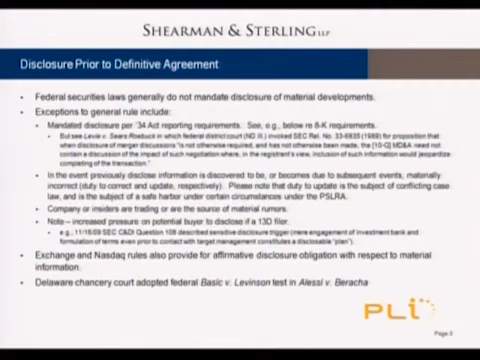 SHEARMAN & STERLING LLP
Disclosure Prior to Definitive Agreement
• Federal securities laws generally do not mandate disclosure of material developments.
• Exceptions to general rule include:
• Mandated disclosure per '34 Act reporting requirements. See, e.g., below re 8-K requirements.
• But see Levie v. Sears Roebuck in which federal district court (ND Ill.) invoked SEC Rel. No. 33-6835 (1989) for proposition that
when disclosure of merger discussions "is not otherwise required, and has not otherwise been made, the [10-Q] MD&A need not
contain a discussion of the impact of such negotiation where, in the registrant's view, inclusion of such information would jeopardize
completing of the transaction."
• In the event previously disclose information is discovered to be, or becomes due to subsequent events, materially
incorrect (duty to correct and update, respectively). Please note that duty to update is the subject of conflicting case
law, and is the subject of a safe harbor under certain circumstances under the PSLRA.
• Company or insiders are trading or are the source of material rumors.
• Note – increased pressure on potential buyer to disclose if a 13D filer.
• e.g., 11/16/09 SEC C&DI Question 108 described sensitive disclosure trigger (mere engagement of investment bank and
formulation of terms even prior to contact with target management constitutes a disclosable "plan").
• Exchange and Nasdaq rules also provide for affirmative disclosure obligation with respect to material
information.
• Delaware chancery court adopted federal Basic v. Levinson test in Alessi v. Beracha
PLI
Page 5